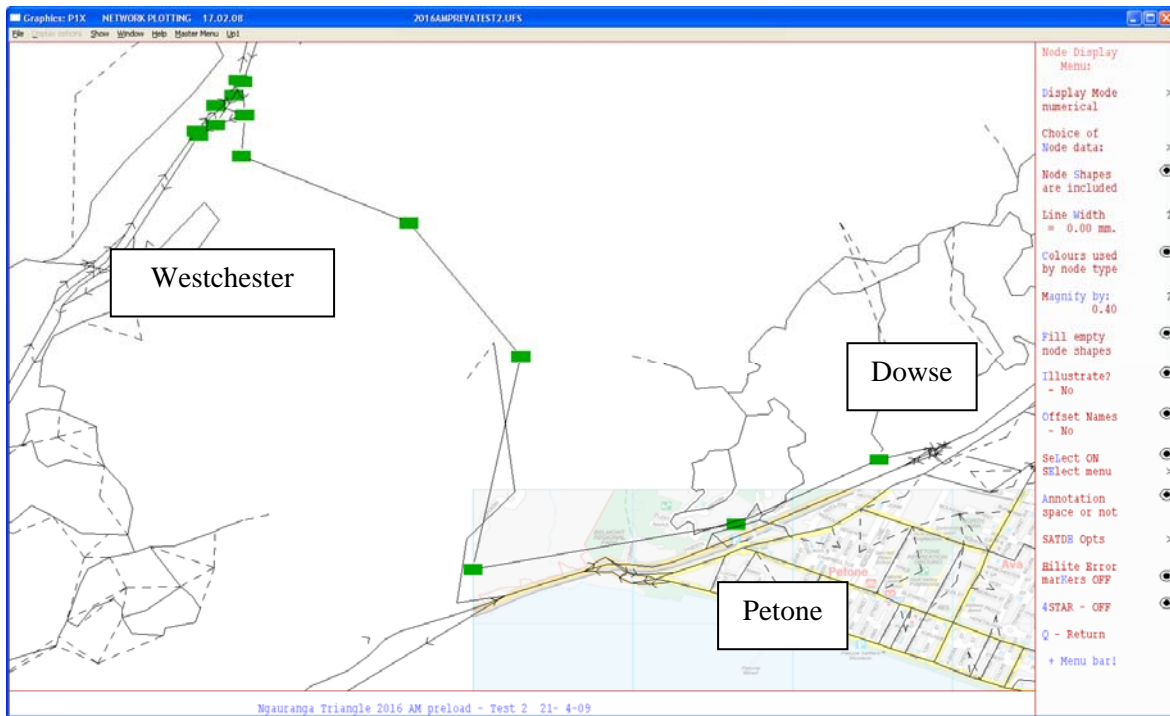 Graphics: P1X NETWORK PLOTTING 17.02.08 2016AMPREYATEST2.UFS
File Display options Show Window Help Master Menu Up1
Node Display
Menu:
Display Mode >
numerical
Choice of
Node data: >
Node Shapes
are included
Line Width ?
= 0.00 mm.
Colours used
by node type
Magnify by: ?
0.40
Fill empty
node shapes
Illustrate?
- No
Offset Names
- No
SeLect ON
SElect menu >
Annotation
space or not
SATDB Opts >
Hilite Error
marKers OFF
4STAR - OFF
Q - Return
+ Menu bar!
Westchester
Dowse
Petone
Petone
Ava
Ngauranga Triangle 2016 AM preload - Test 2 21- 4-09